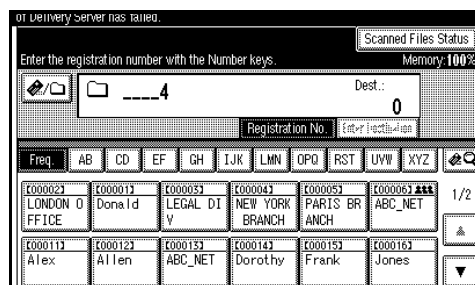 of Delivery Server has failed.
Scanned Files Status
Enter the registration number with the Number keys.
Memory:100%
____4
Dest.:
0
Registration No.
Freq. AB CD EF GH IJK LMN OPQ RST UVW XYZ
[00002] [00001] [00003] [00004] [00005] [00006]
LONDON O Donald LEGAL DI NEW YORK PARIS BR ABC_NET
FFICE V BRANCH ANCH
1/2
[00011] [00012] [00013] [00014] [00015] [00016]
Alex Allen ABC_NET Dorothy Frank Jones